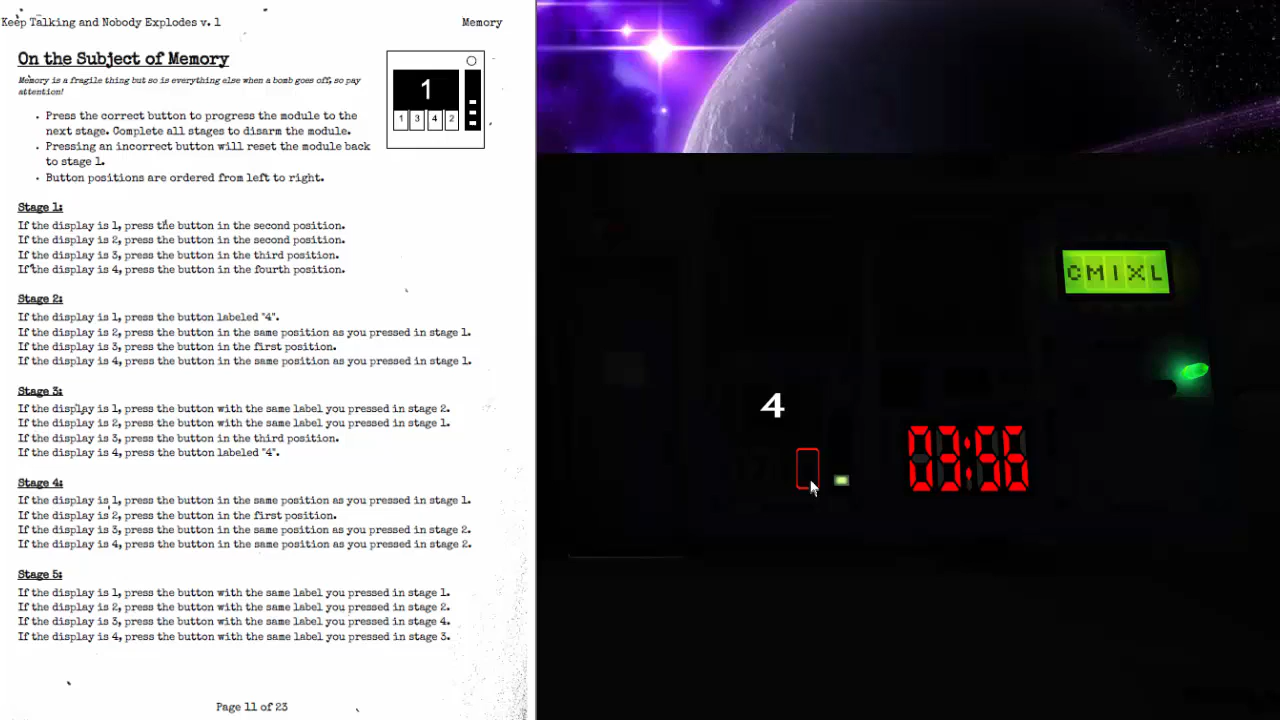 Keep Talking and Nobody Explodes v. 1
Memory
On the Subject of Memory
Memory is a fragile thing but so is everything else when a bomb goes off, so pay
attention!
1
1 3 4 2
• Press the correct button to progress the module to the
next stage. Complete all stages to disarm the module.
• Pressing an incorrect button will reset the module back
to stage 1.
• Button positions are ordered from left to right.
Stage 1:
If the display is 1, press the button in the second position.
If the display is 2, press the button in the second position.
If the display is 3, press the button in the third position.
If the display is 4, press the button in the fourth position.
Stage 2:
If the display is 1, press the button labeled "4".
If the display is 2, press the button in the same position as you pressed in stage 1.
If the display is 3, press the button in the first position.
If the display is 4, press the button in the same position as you pressed in stage 1.
Stage 3:
If the display is 1, press the button with the same label you pressed in stage 2.
If the display is 2, press the button with the same label you pressed in stage 1.
If the display is 3, press the button in the third position.
If the display is 4, press the button labeled "4".
Stage 4:
If the display is 1, press the button in the same position as you pressed in stage 1.
If the display is 2, press the button in the first position.
If the display is 3, press the button in the same position as you pressed in stage 2.
If the display is 4, press the button in the same position as you pressed in stage 2.
Stage 5:
If the display is 1, press the button with the same label you pressed in stage 1.
If the display is 2, press the button with the same label you pressed in stage 2.
If the display is 3, press the button with the same label you pressed in stage 4.
If the display is 4, press the button with the same label you pressed in stage 3.
Page 11 of 23
CMIXL
4
03:56